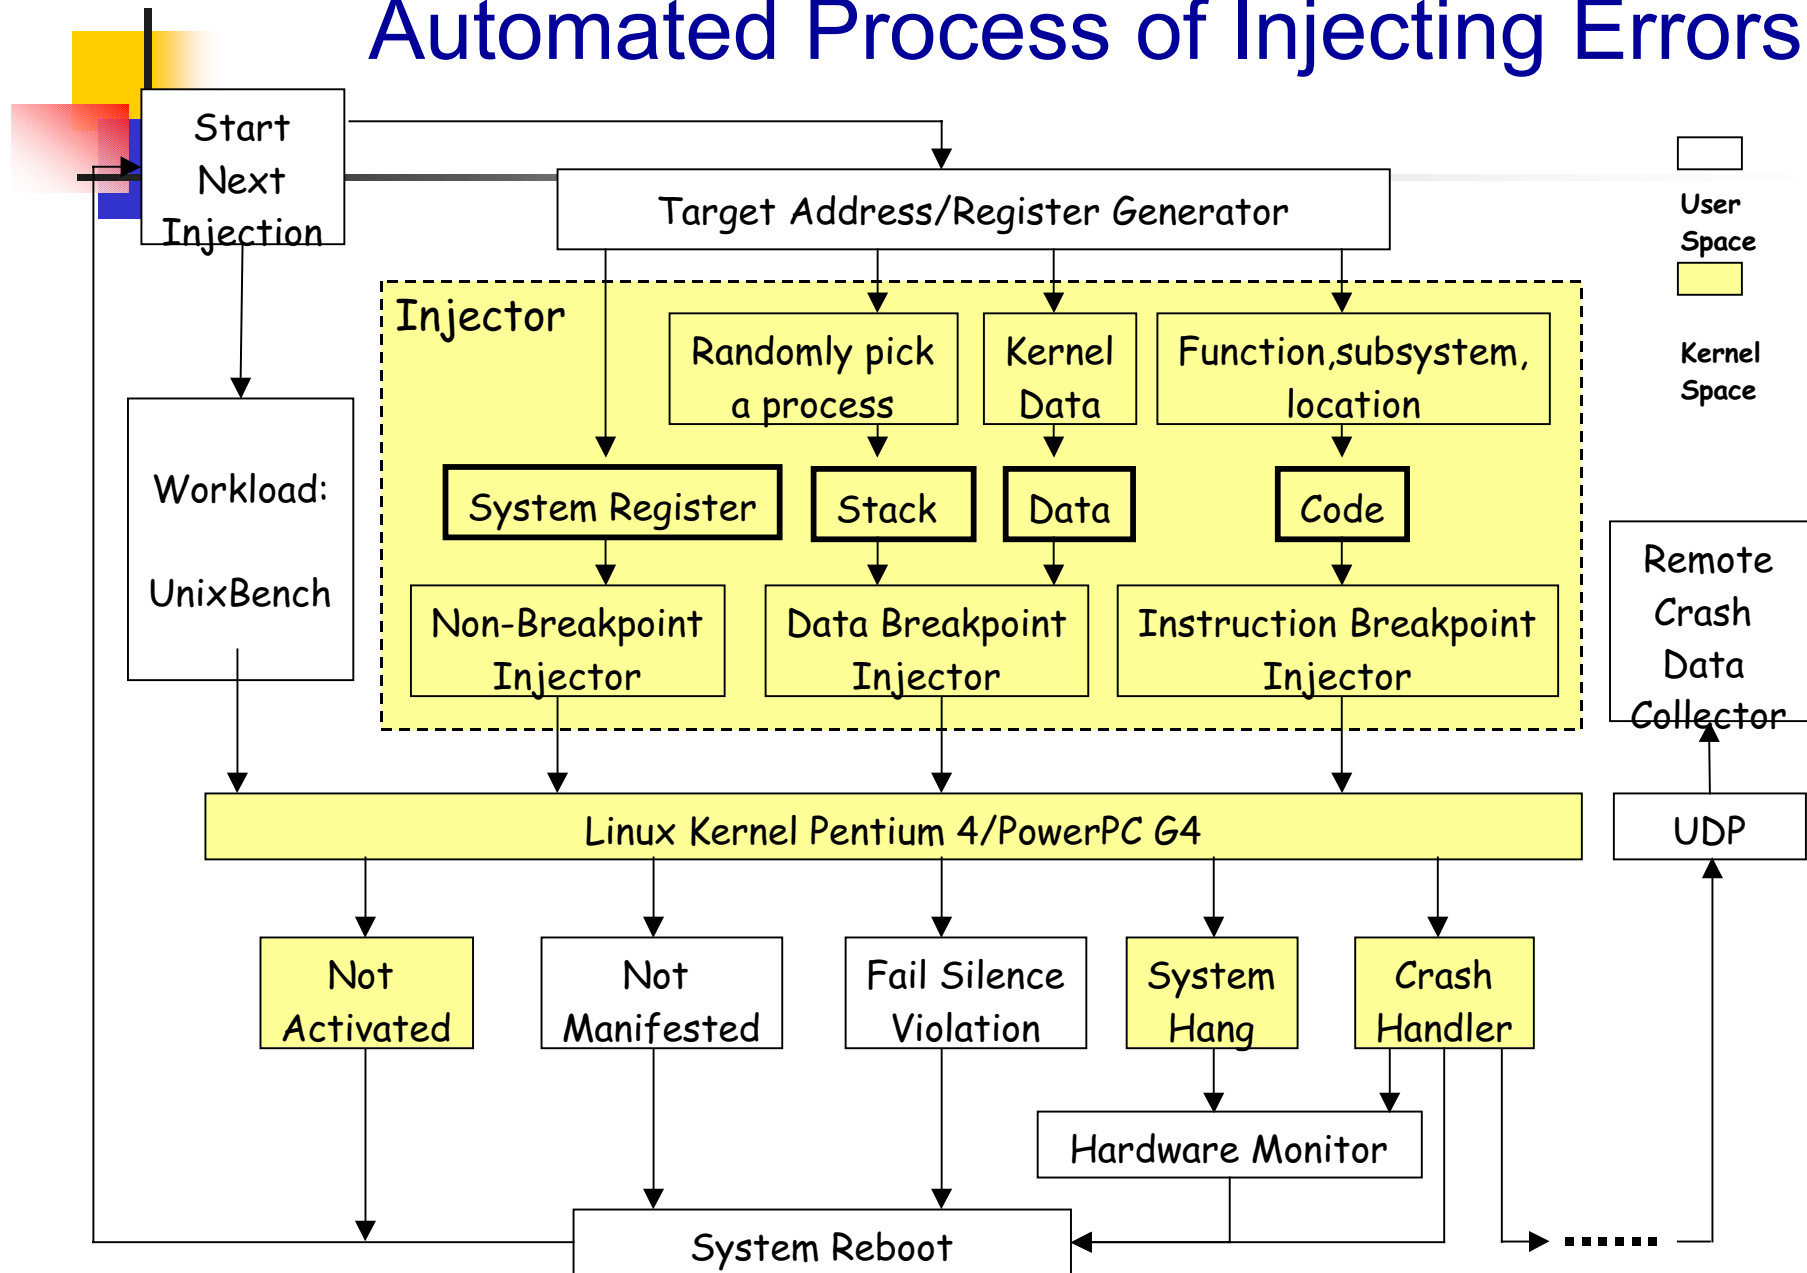 Automated Process of Injecting Errors
Start
Next
Injection
Target Address/Register Generator
User
Space
Kernel
Space
Injector
Randomly pick
a process
Kernel
Data
Function,subsystem,
location
Workload:
UnixBench
System Register
Stack
Data
Code
Non-Breakpoint
Injector
Data Breakpoint
Injector
Instruction Breakpoint
Injector
Remote
Crash
Data
Collector
Linux Kernel Pentium 4/PowerPC G4
UDP
Not
Activated
Not
Manifested
Fail Silence
Violation
System
Hang
Crash
Handler
Hardware Monitor
System Reboot